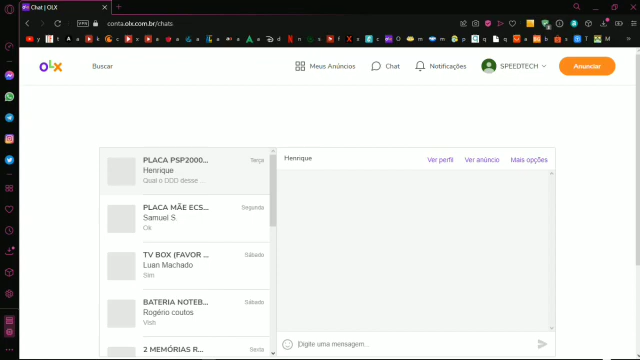 Chat | OLX
VPN
conta.olx.com.br/chats
OLX
Buscar
Meus Anúncios
Chat
Notificações
SPEEDTECH
Anunciar
PLACA PSP2000...
Terça
Henrique
Qual o DDD desse ...
PLACA MÃE ECS...
Segunda
Samuel S.
Ok
TV BOX (FAVOR ...
Sábado
Luan Machado
Sim
BATERIA NOTEB...
Sábado
Rogério coutos
Vish
2 MEMÓRIAS R...
Sexta
Henrique
Ver perfil
Ver anúncio
Mais opções
Digite uma mensagem...